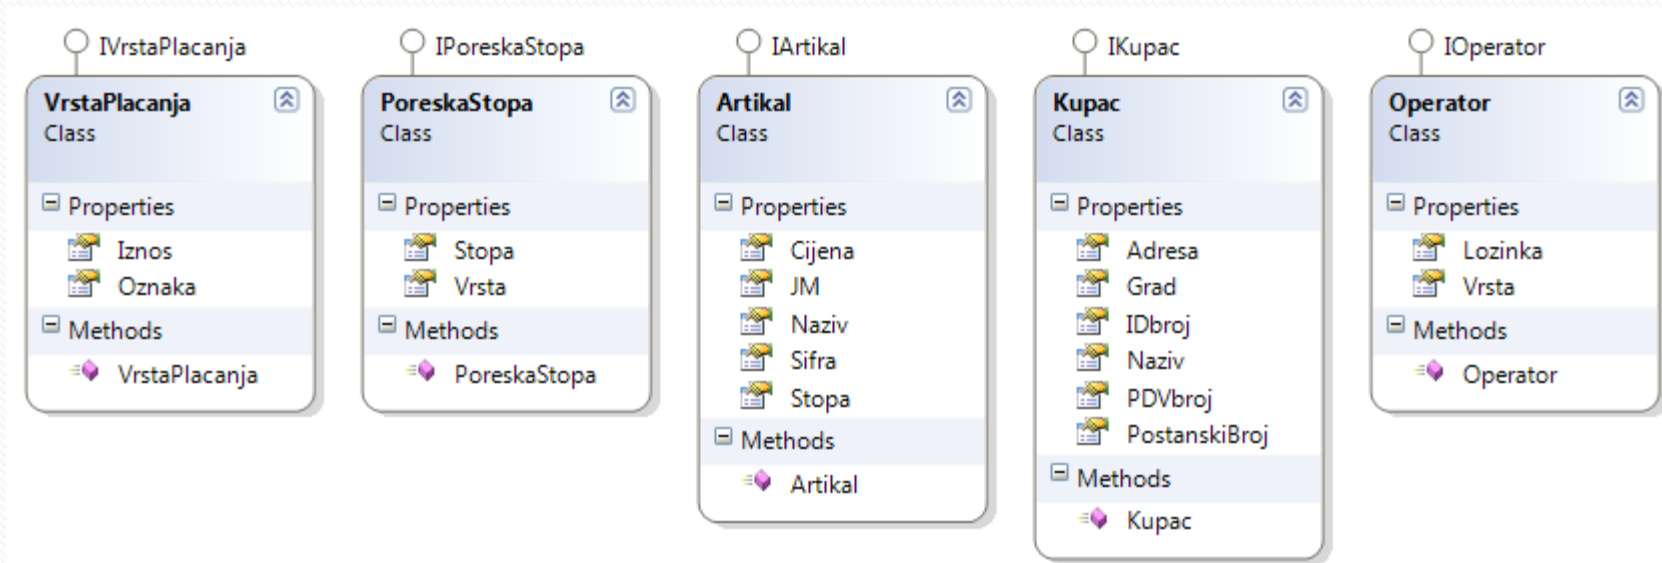 IVrstaPlacanja
VrstaPlacanja
Class
Properties
Iznos
Oznaka
Methods
VrstaPlacanja
IPoreskaStopa
PoreskaStopa
Class
Properties
Stopa
Vrsta
Methods
PoreskaStopa
IArtikal
Artikal
Class
Properties
Cijena
JM
Naziv
Sifra
Stopa
Methods
Artikal
IKupac
Kupac
Class
Properties
Adresa
Grad
IDbroj
Naziv
PDVbroj
PostanskiBroj
Methods
Kupac
IOperator
Operator
Class
Properties
Lozinka
Vrsta
Methods
Operator